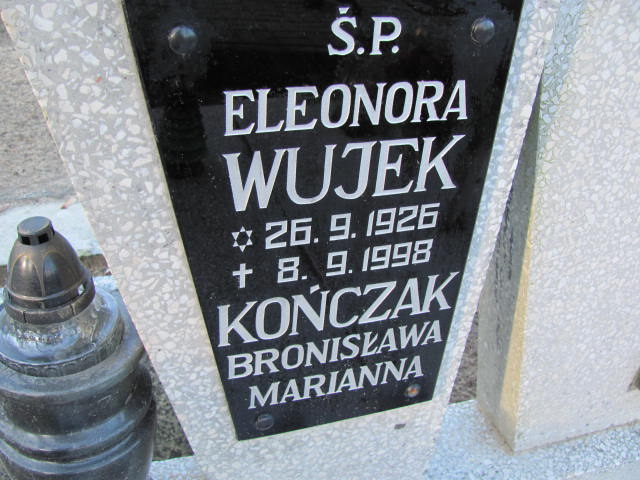 Ś.P.
ELEONORA
WUJEK
✡ 26. 9. 1926
✝ 8. 9. 1998
KOŃCZAK
BRONISŁAWA
MARIANNA